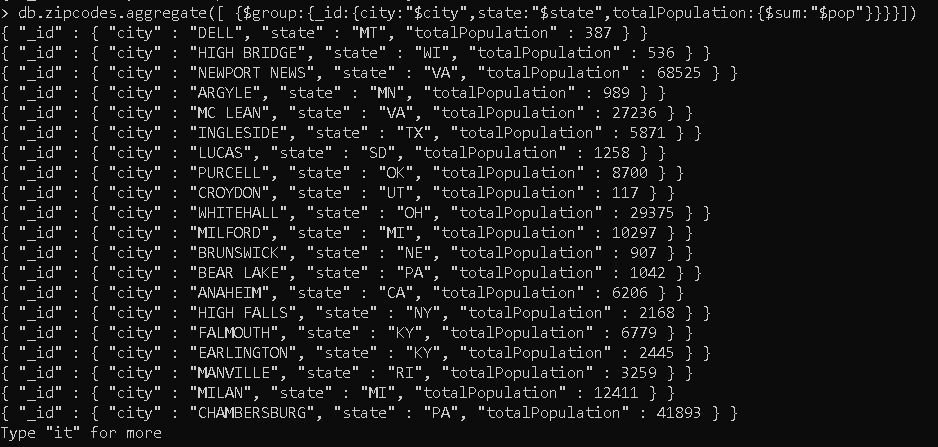 > db.zipcodes.aggregate([ {$group:{_id:{city:"$city",state:"$state",totalPopulation:{$sum:"$pop"}}}}])
{ "_id" : { "city" : "DELL", "state" : "MT", "totalPopulation" : 387 } }
{ "_id" : { "city" : "HIGH BRIDGE", "state" : "WI", "totalPopulation" : 536 } }
{ "_id" : { "city" : "NEWPORT NEWS", "state" : "VA", "totalPopulation" : 68525 } }
{ "_id" : { "city" : "ARGYLE", "state" : "MN", "totalPopulation" : 989 } }
{ "_id" : { "city" : "MC LEAN", "state" : "VA", "totalPopulation" : 27236 } }
{ "_id" : { "city" : "INGLESIDE", "state" : "TX", "totalPopulation" : 5871 } }
{ "_id" : { "city" : "LUCAS", "state" : "SD", "totalPopulation" : 1258 } }
{ "_id" : { "city" : "PURCELL", "state" : "OK", "totalPopulation" : 8700 } }
{ "_id" : { "city" : "CROYDON", "state" : "UT", "totalPopulation" : 117 } }
{ "_id" : { "city" : "WHITEHALL", "state" : "OH", "totalPopulation" : 29375 } }
{ "_id" : { "city" : "MILFORD", "state" : "MI", "totalPopulation" : 10297 } }
{ "_id" : { "city" : "BRUNSWICK", "state" : "NE", "totalPopulation" : 907 } }
{ "_id" : { "city" : "BEAR LAKE", "state" : "PA", "totalPopulation" : 1042 } }
{ "_id" : { "city" : "ANAHEIM", "state" : "CA", "totalPopulation" : 6206 } }
{ "_id" : { "city" : "HIGH FALLS", "state" : "NY", "totalPopulation" : 2168 } }
{ "_id" : { "city" : "FALMOUTH", "state" : "KY", "totalPopulation" : 6779 } }
{ "_id" : { "city" : "EARLINGTON", "state" : "KY", "totalPopulation" : 2445 } }
{ "_id" : { "city" : "MANVILLE", "state" : "RI", "totalPopulation" : 3259 } }
{ "_id" : { "city" : "MILAN", "state" : "MI", "totalPopulation" : 12411 } }
{ "_id" : { "city" : "CHAMBERSBURG", "state" : "PA", "totalPopulation" : 41893 } }
Type "it" for more